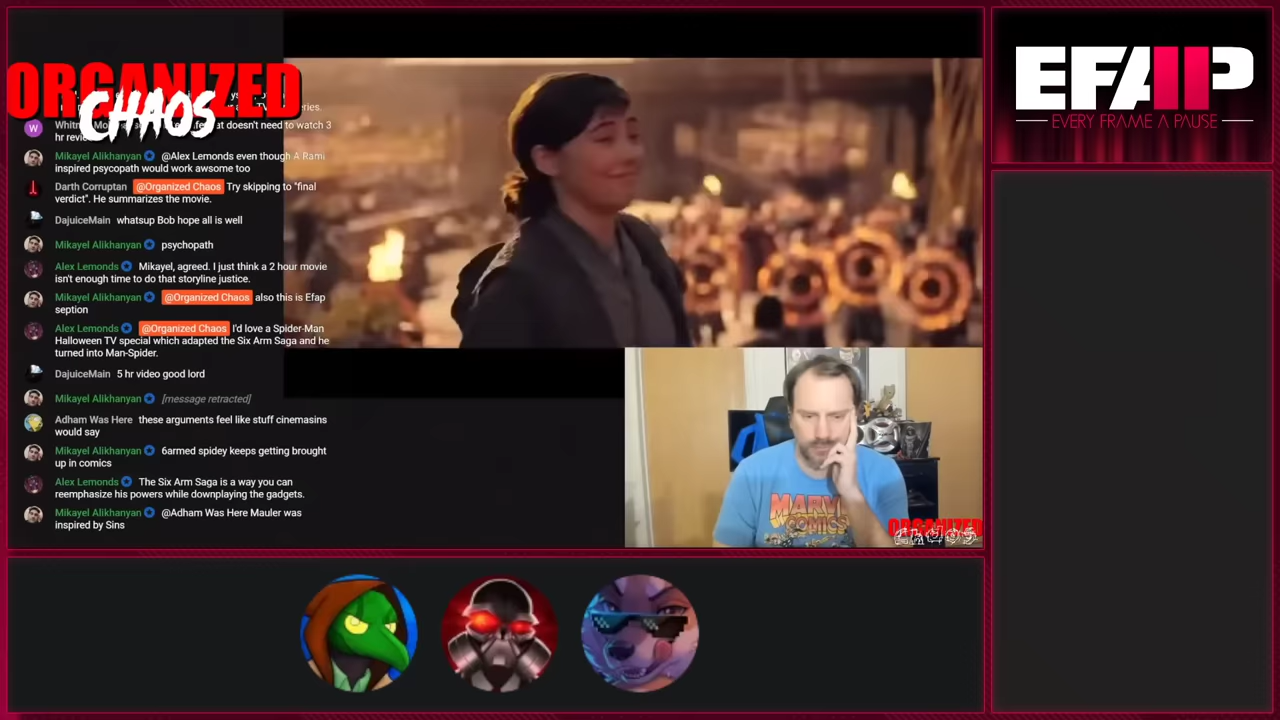 ORGANIZED
CHAOS
eries.
at doesn't need to watch 3
Mikayel Alikhanyan @Alex Lemonds even though A Rami
inspired psycopath would work awsome too
Darth Corruptan @Organized Chaos Try skipping to "final
verdict". He summarizes the movie.
DajuiceMain whatsup Bob hope all is well
Mikayel Alikhanyan psychopath
Alex Lemonds Mikayel, agreed. I just think a 2 hour movie
isn't enough time to do that storyline justice.
Mikayel Alikhanyan @Organized Chaos also this is Efap
seption
Alex Lemonds @Organized Chaos I'd love a Spider-Man
Halloween TV special which adapted the Six Arm Saga and he
turned into Man-Spider.
DajuiceMain 5 hr video good lord
Mikayel Alikhanyan [message retracted]
Adham Was Here these arguments feel like stuff cinemasins
would say
Mikayel Alikhanyan 6armed spidey keeps getting brought
up in comics
Alex Lemonds The Six Arm Saga is a way you can
reemphasize his powers while downplaying the gadgets.
Mikayel Alikhanyan @Adham Was Here Mauler was
inspired by Sins
W
EFAP
EVERY FRAME A PAUSE
COMICS
ORGANIZED